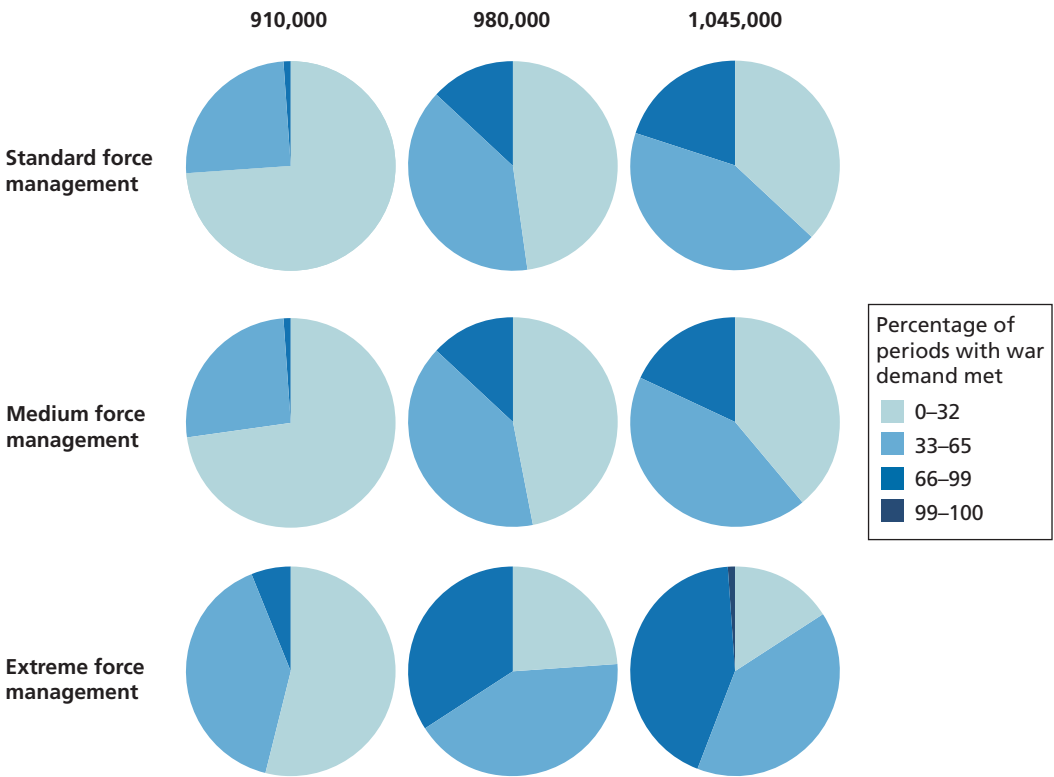 910,000
980,000
1,045,000
Standard force
management
Medium force
management
Extreme force
management
Percentage of
periods with war
demand met
0–32
33–65
66–99
99–100